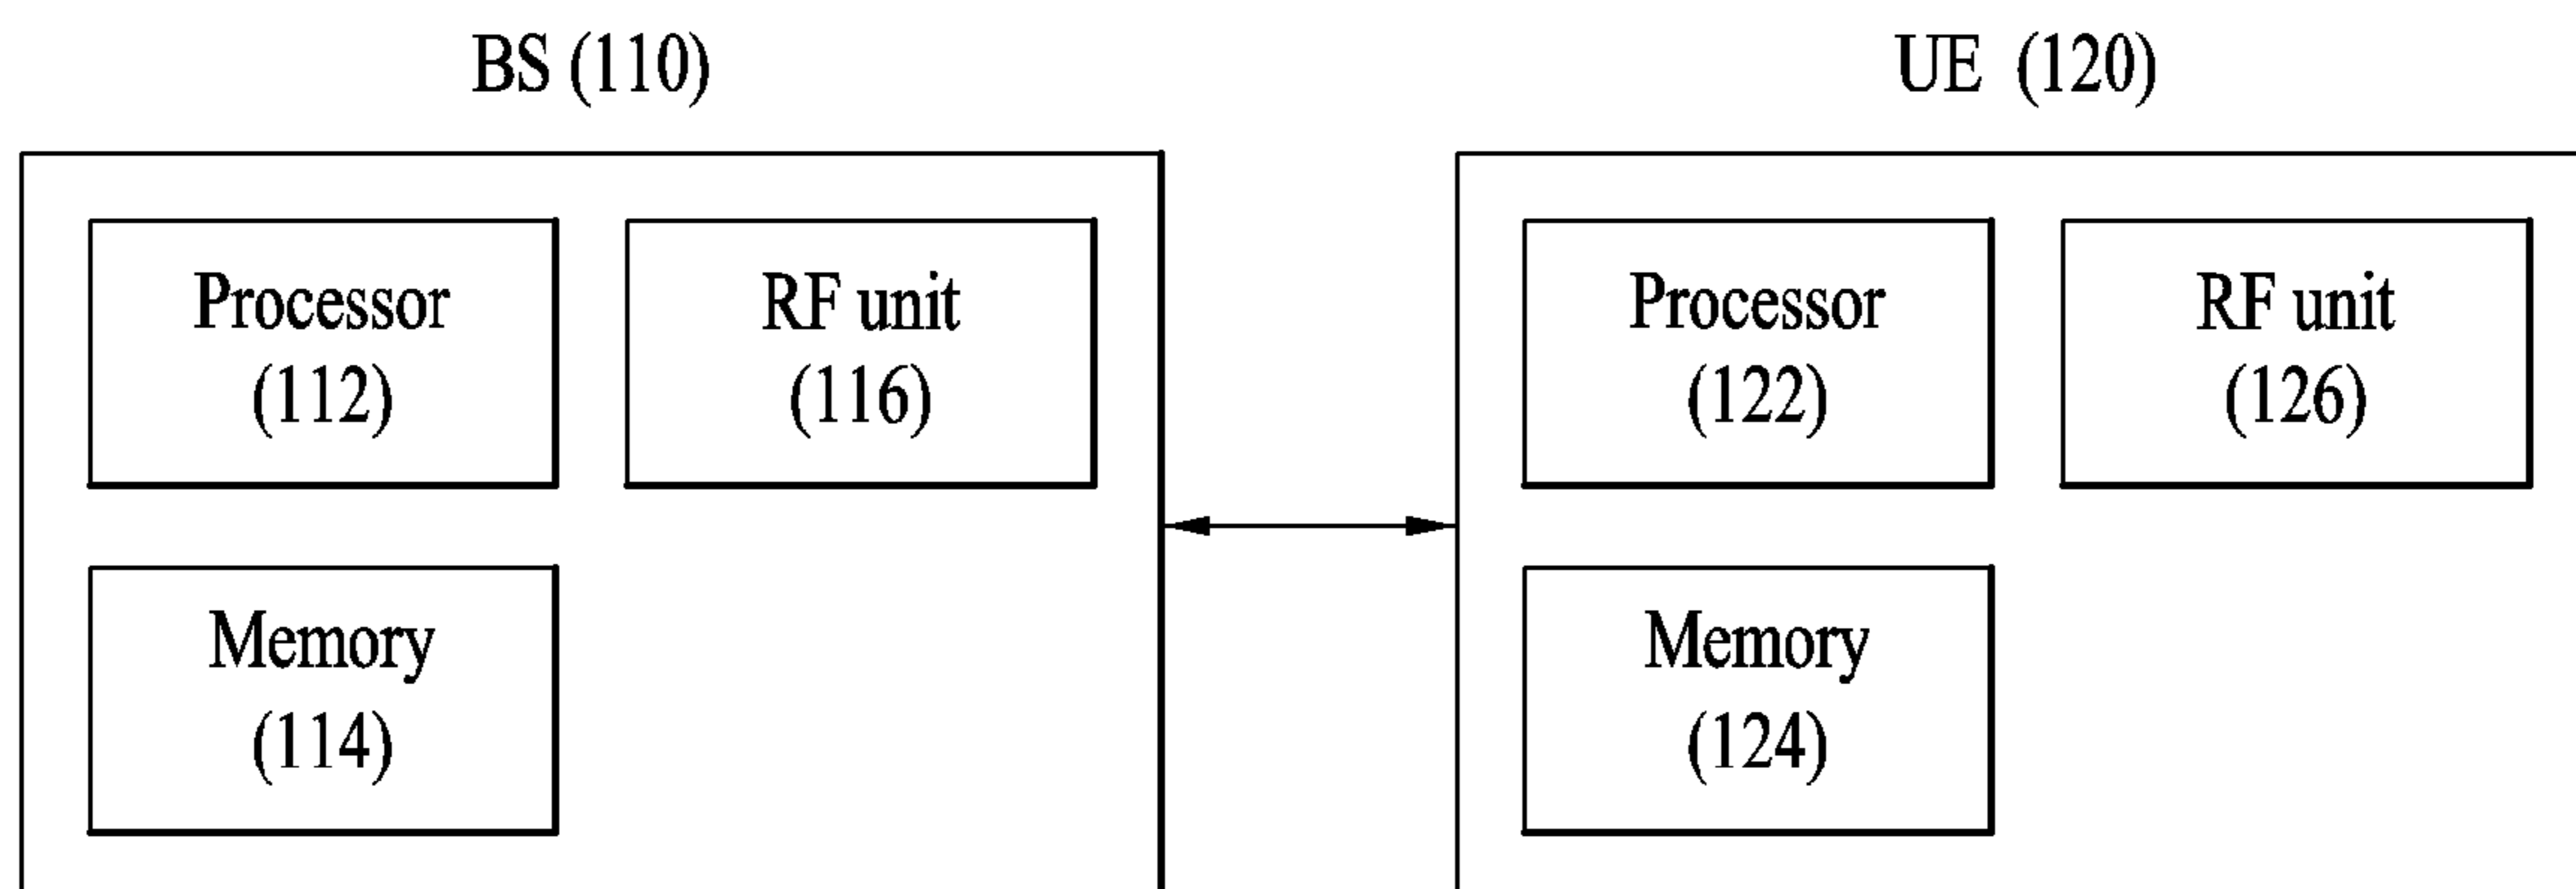 BS (110)
Processor
(112)
RF unit
(116)
Memory
(114)
UE (120)
Processor
(122)
RF unit
(126)
Memory
(124)